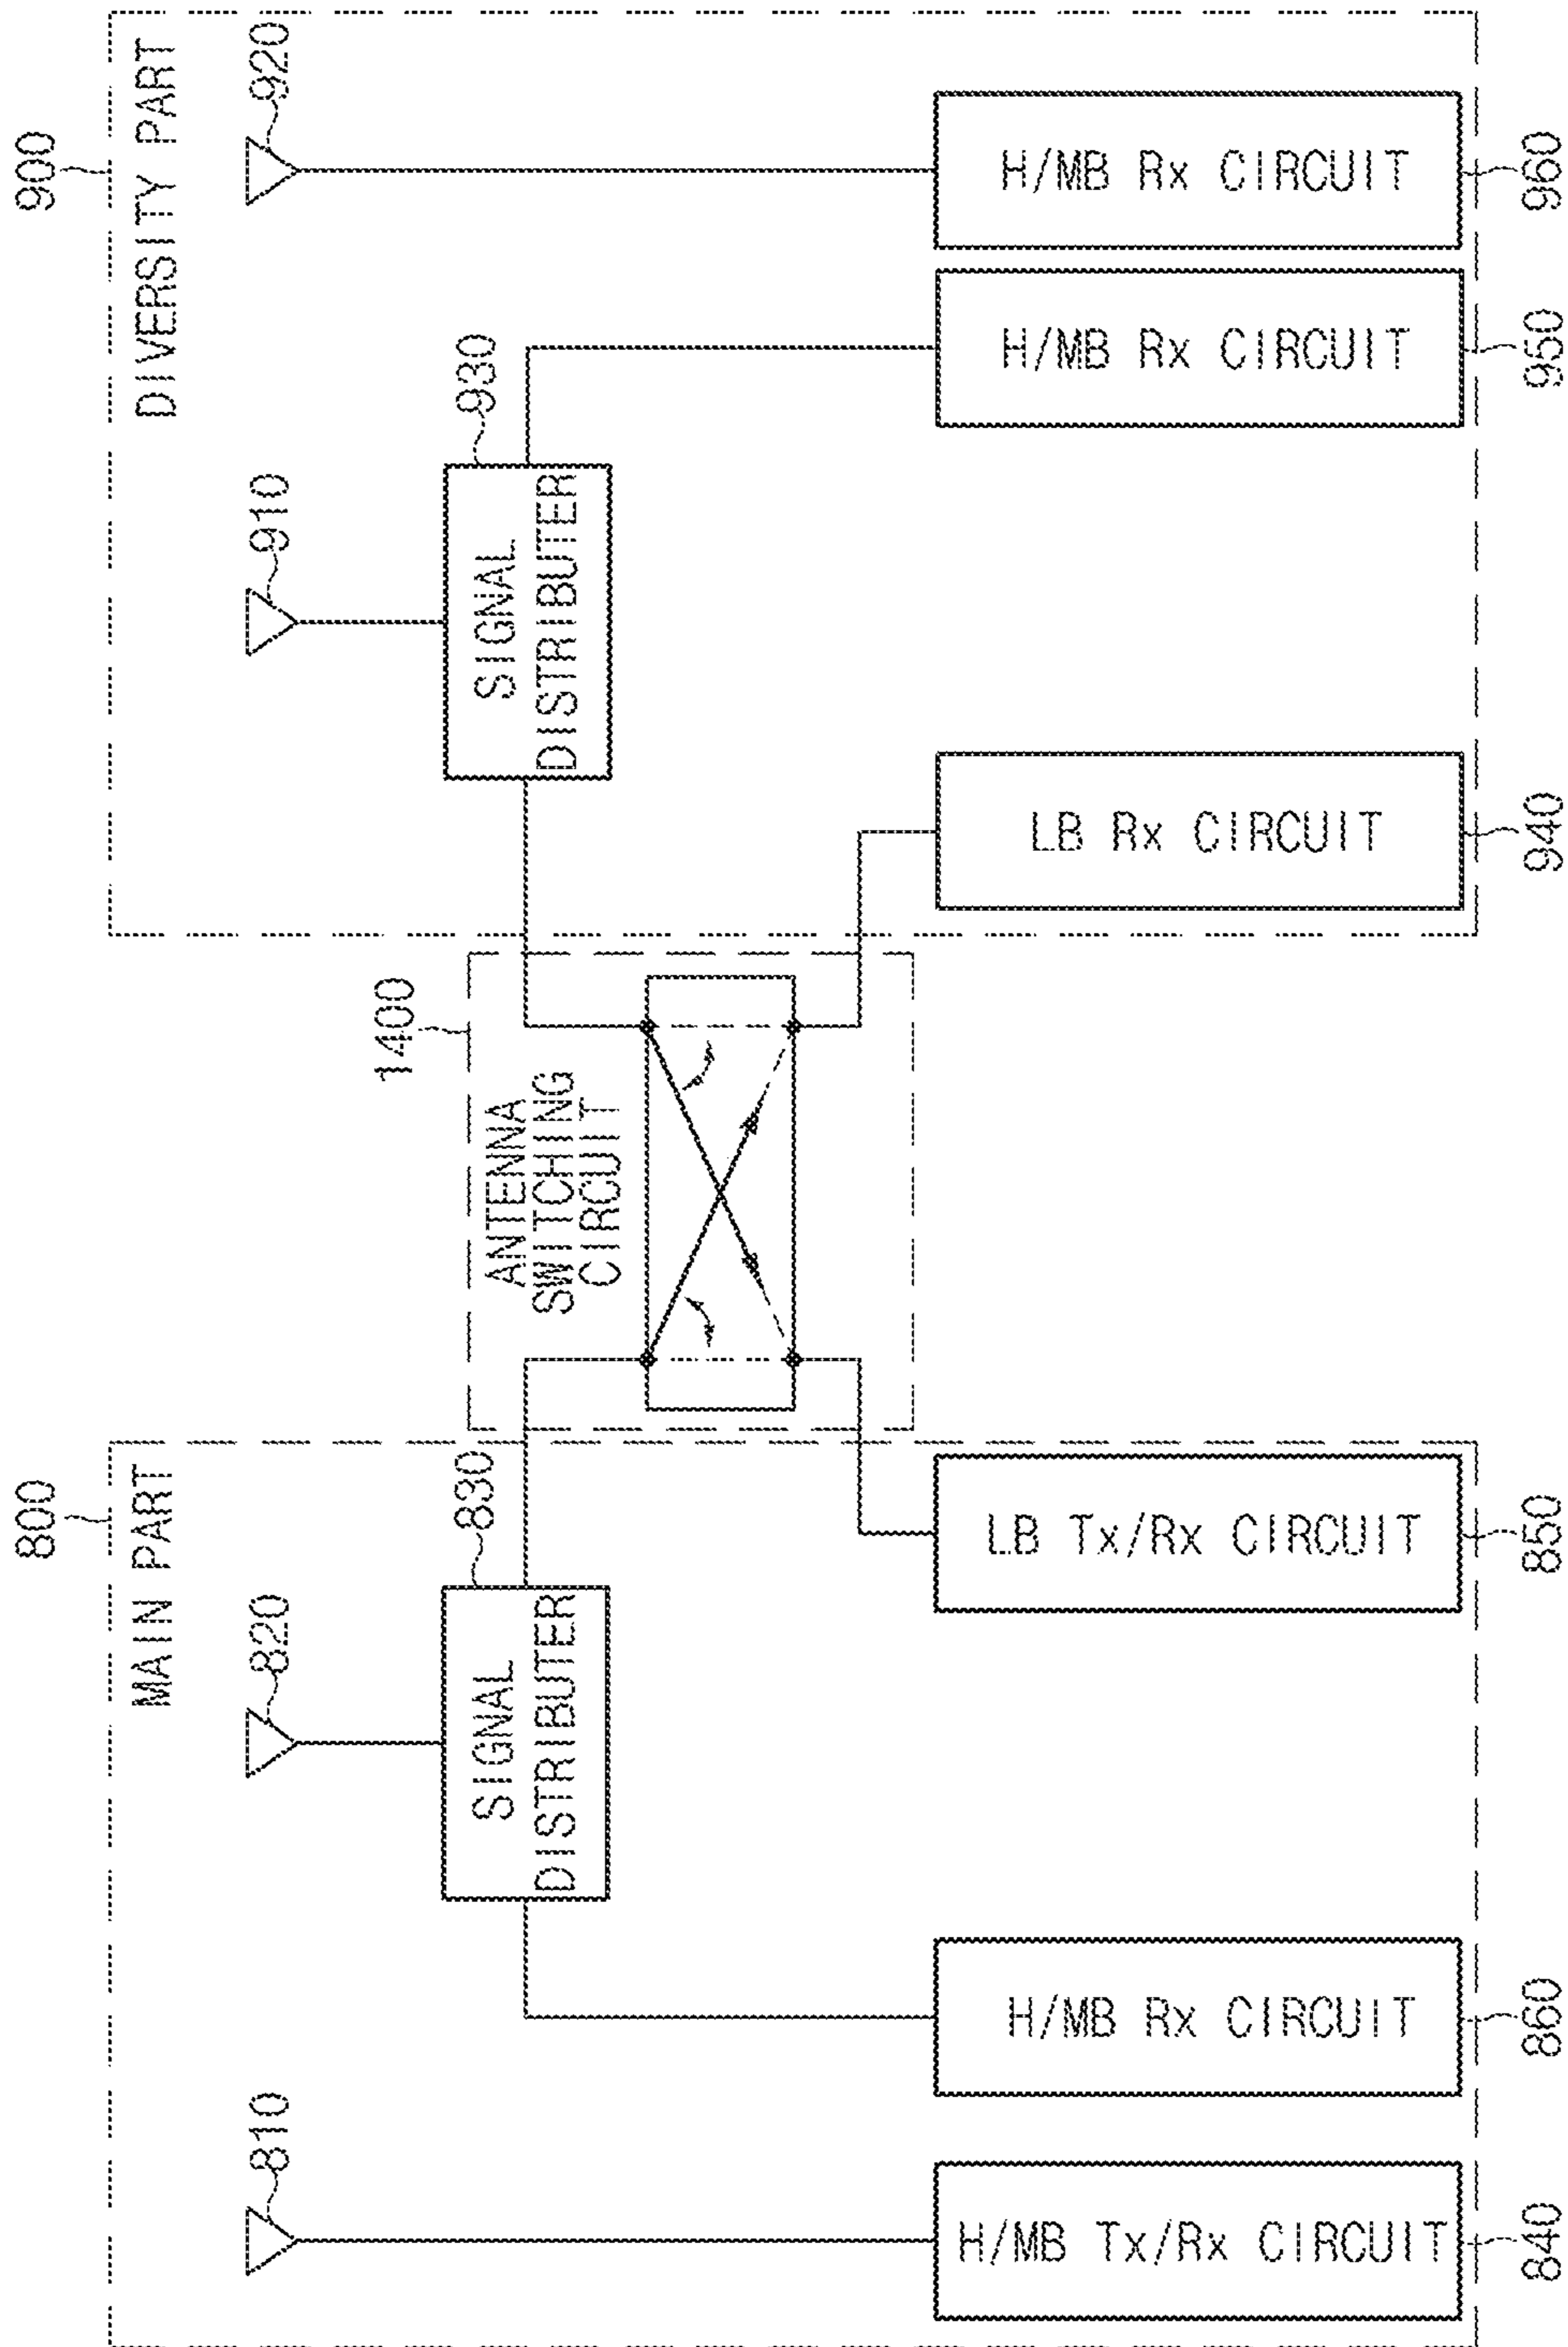 800
MAIN PART
810
820
830
SIGNAL
DISTRIBUTER
H/MB Tx/Rx CIRCUIT
840
H/MB Rx CIRCUIT
860
LB Tx/Rx CIRCUIT
850
1400
ANTENNA
SWITCHING
CIRCUIT
900
DIVERSITY PART
910
920
930
SIGNAL
DISTRIBUTER
LB Rx CIRCUIT
940
H/MB Rx CIRCUIT
950
H/MB Rx CIRCUIT
960